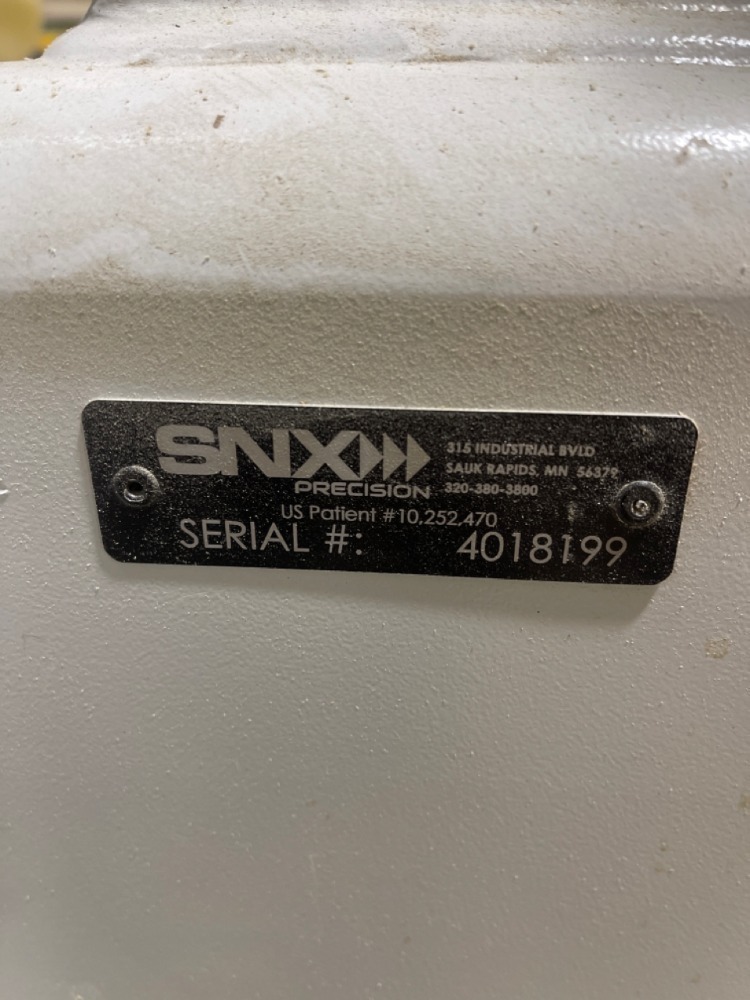 SNX
PRECISION
315 INDUSTRIAL BVLD
SAUK RAPIDS, MN 56379
320-380-3800
US Patient #10,252,470
SERIAL #: 4018199